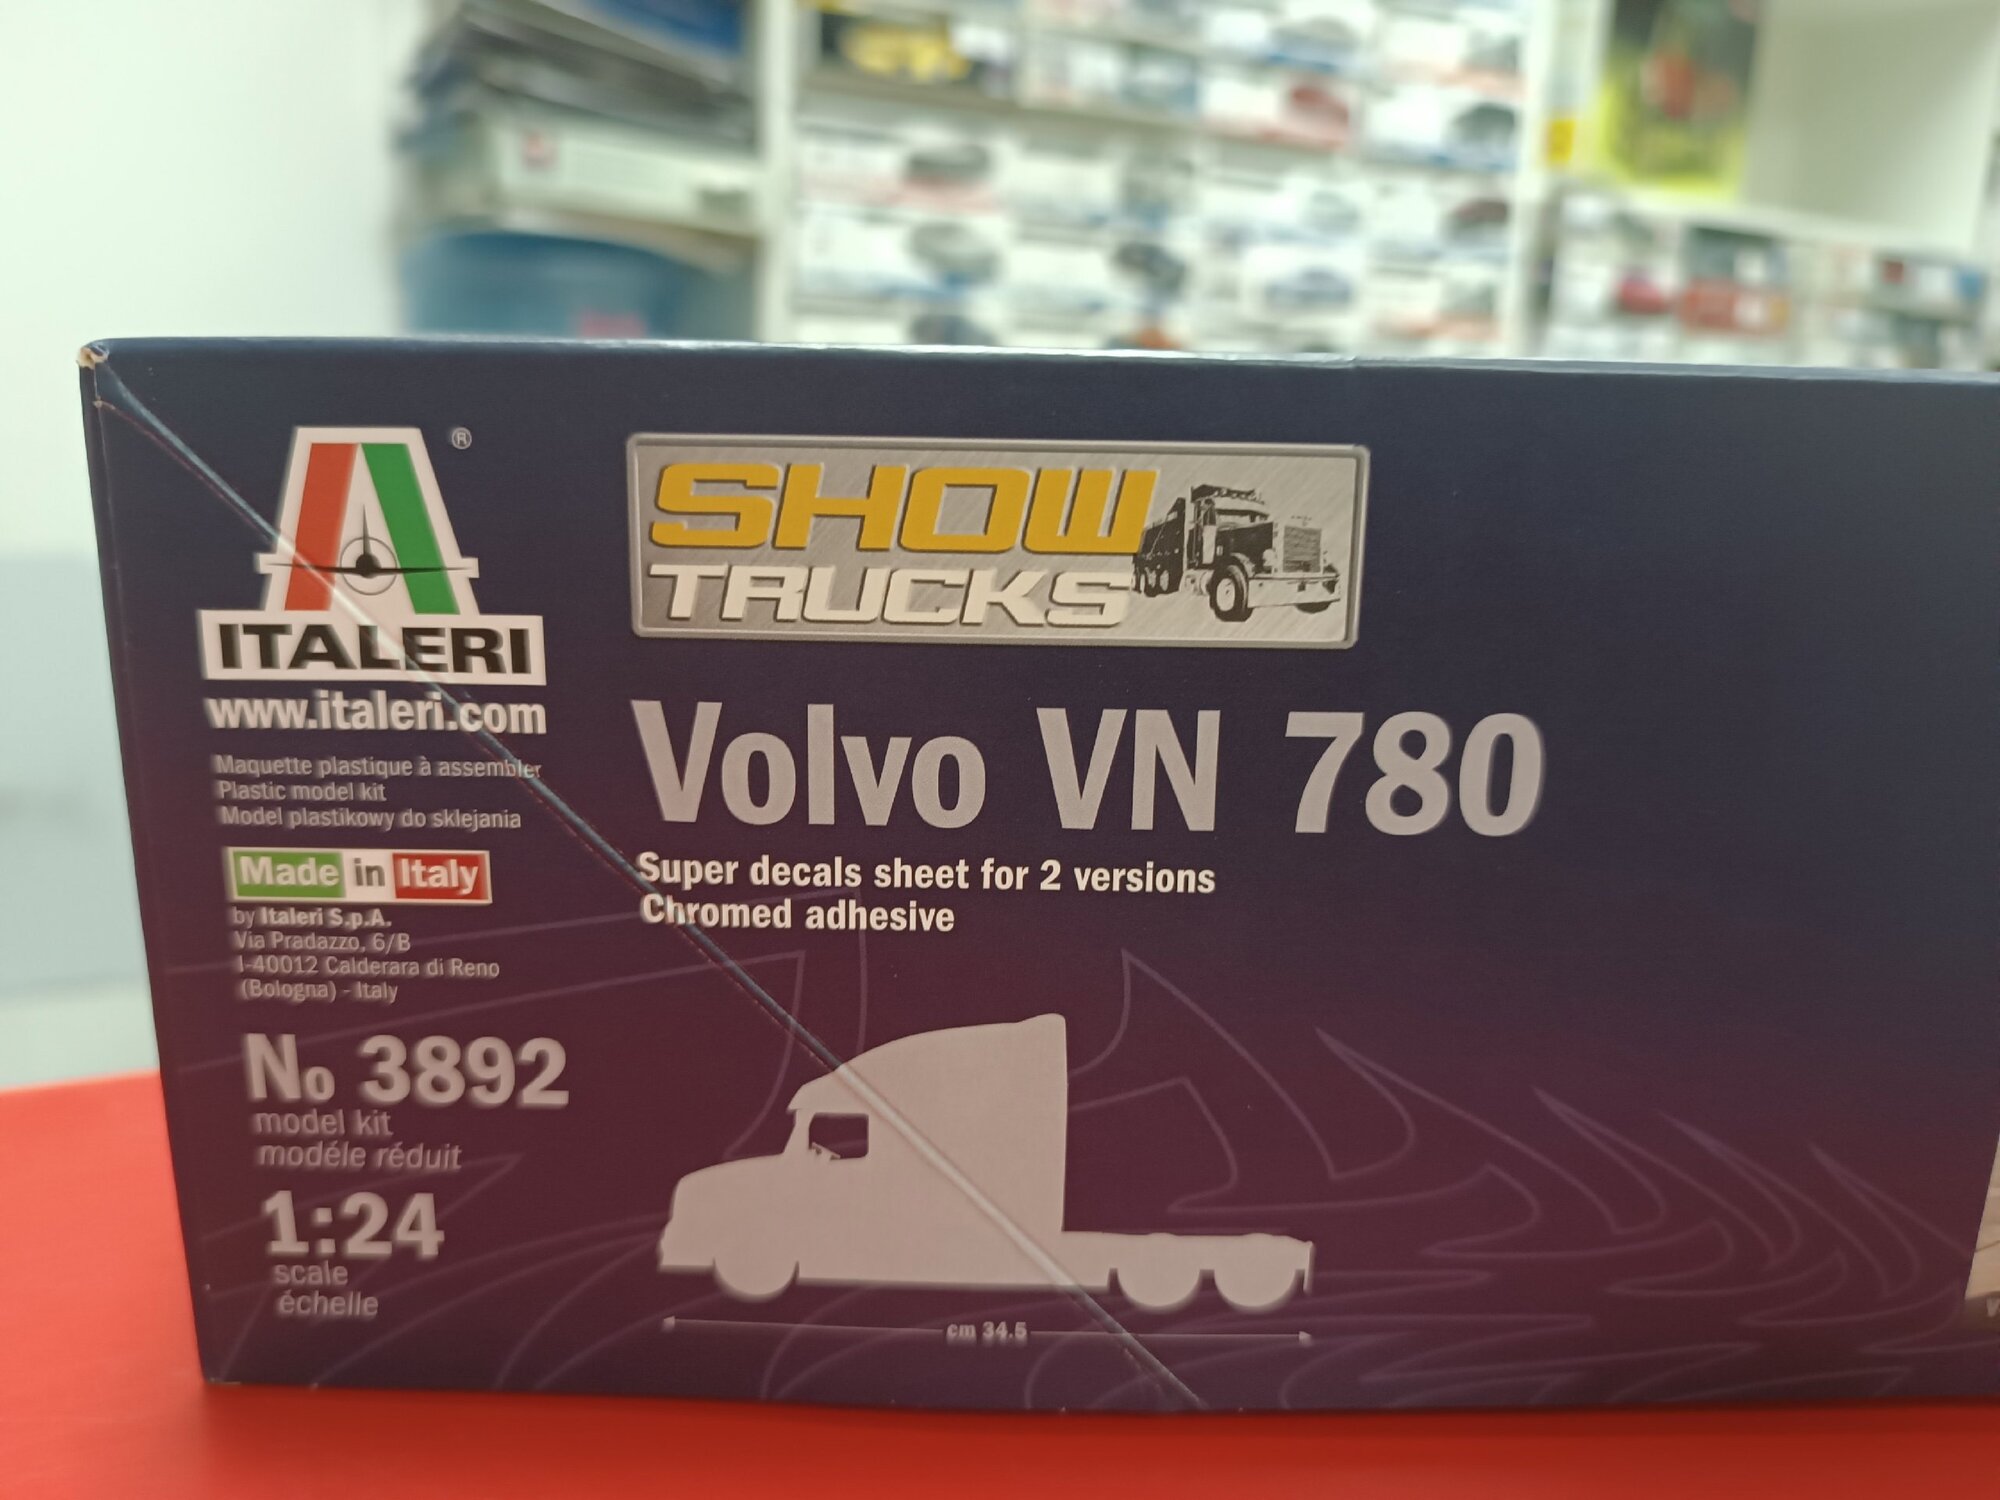 ®
ITALERI
www.italeri.com
Maquette plastique à assembler
Plastic model kit
Model plastikowy do sklejania
Made in Italy
by Italeri S.p.A.
Via Pradazzo, 6/B
I-40012 Calderara di Reno
(Bologna) - Italy
No 3892
model kit
modéle réduit
1:24
scale
échelle
SHOW
TRUCKS
Volvo VN 780
Super decals sheet for 2 versions
Chromed adhesive
cm 34.5